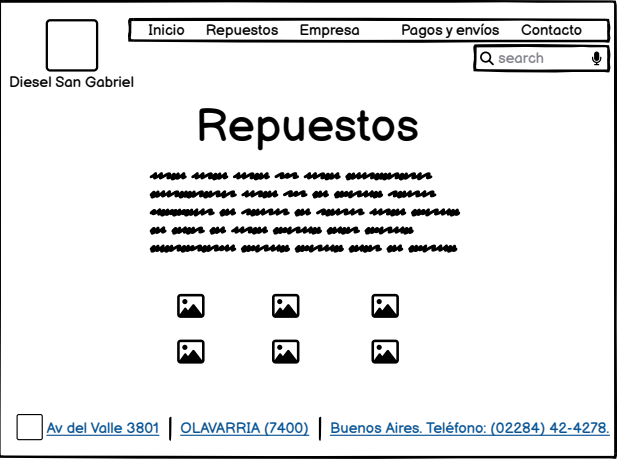 Inicio Repuestos Empresa Pagos y envíos Contacto
search
Diesel San Gabriel
Repuestos
Av del Valle 3801 | OLAVARRIA (7400) | Buenos Aires. Teléfono: (02284) 42-4278.